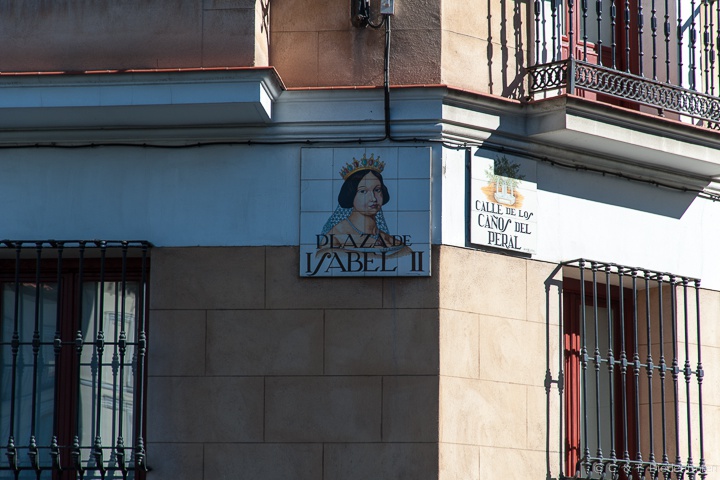 PLAZA DE
ISABEL II
CALLE DE LOS
CAÑOS DEL
PERAL